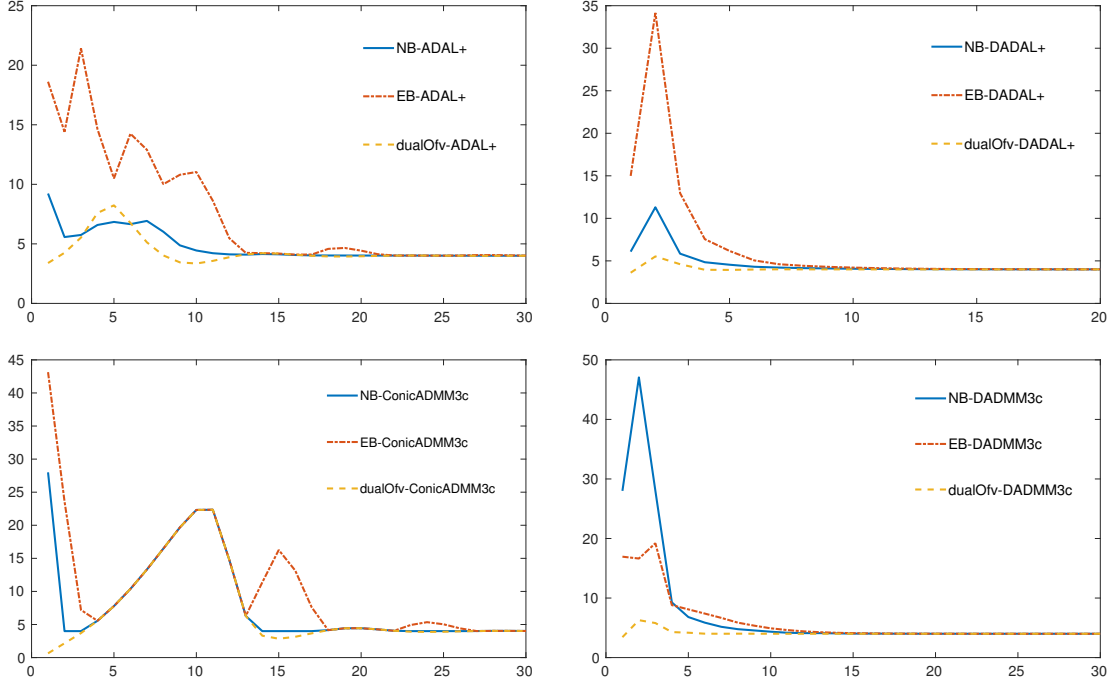 25
20
15
10
5
0
0 5 10 15 20 25 30
NB-ADAL+
EB-ADAL+
dualOfv-ADAL+
35
30
25
20
15
10
5
0
0 5 10 15 20
NB-DADAL+
EB-DADAL+
dualOfv-DADAL+
45
40
35
30
25
20
15
10
5
0
0 5 10 15 20 25 30
NB-ConicADMM3c
EB-ConicADMM3c
dualOfv-ConicADMM3c
50
40
30
20
10
0
0 5 10 15 20 25 30
NB-DADMM3c
EB-DADMM3c
dualOfv-DADMM3c